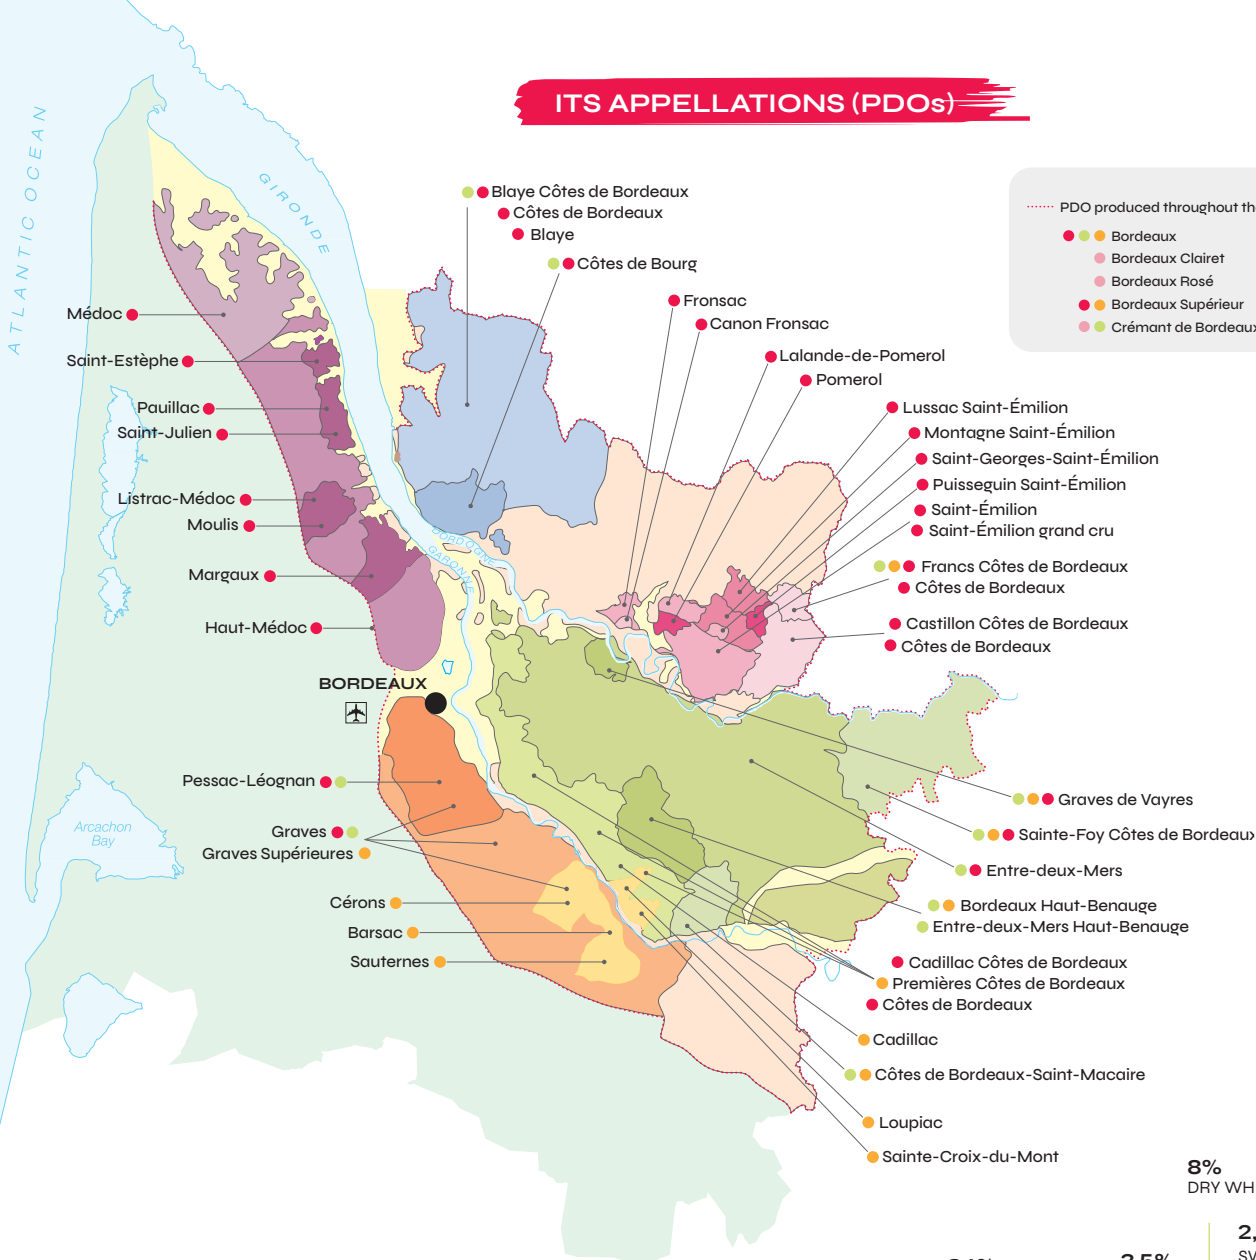 ITS APPELLATIONS (PDOs)
ATLANTIC OCEAN
GIRONDE
PDO produced throughout
Bordeaux
Bordeaux Clairet
Bordeaux Rosé
Bordeaux Supérieur
Crémant de Bordeaux
Blaye Côtes de Bordeaux
Côtes de Bordeaux
Blaye
Côtes de Bourg
Fronsac
Canon Fronsac
Lalande-de-Pomerol
Pomerol
Lussac Saint-Émilion
Montagne Saint-Émilion
Saint-Georges-Saint-Émilion
Puisseguin Saint-Émilion
Saint-Émilion
Saint-Émilion grand cru
Francs Côtes de Bordeaux
Côtes de Bordeaux
Castillon Côtes de Bordeaux
Côtes de Bordeaux
Médoc
Saint-Estèphe
Pauillac
Saint-Julien
Listrac-Médoc
Moulis
Margaux
Haut-Médoc
DORDOGNE
GARONNE
BORDEAUX
Pessac-Léognan
Graves
Graves Supérieures
Cérons
Barsac
Sauternes
Arcachon
Bay
Graves de Vayres
Sainte-Foy Côtes de Bordeaux
Entre-deux-Mers
Bordeaux Haut-Benauge
Entre-deux-Mers Haut-Benauge
Cadillac Côtes de Bordeaux
Premières Côtes de Bordeaux
Côtes de Bordeaux
Cadillac
Côtes de Bordeaux-Saint-Macaire
Loupiac
Sainte-Croix-du-Mont
8%
DRY